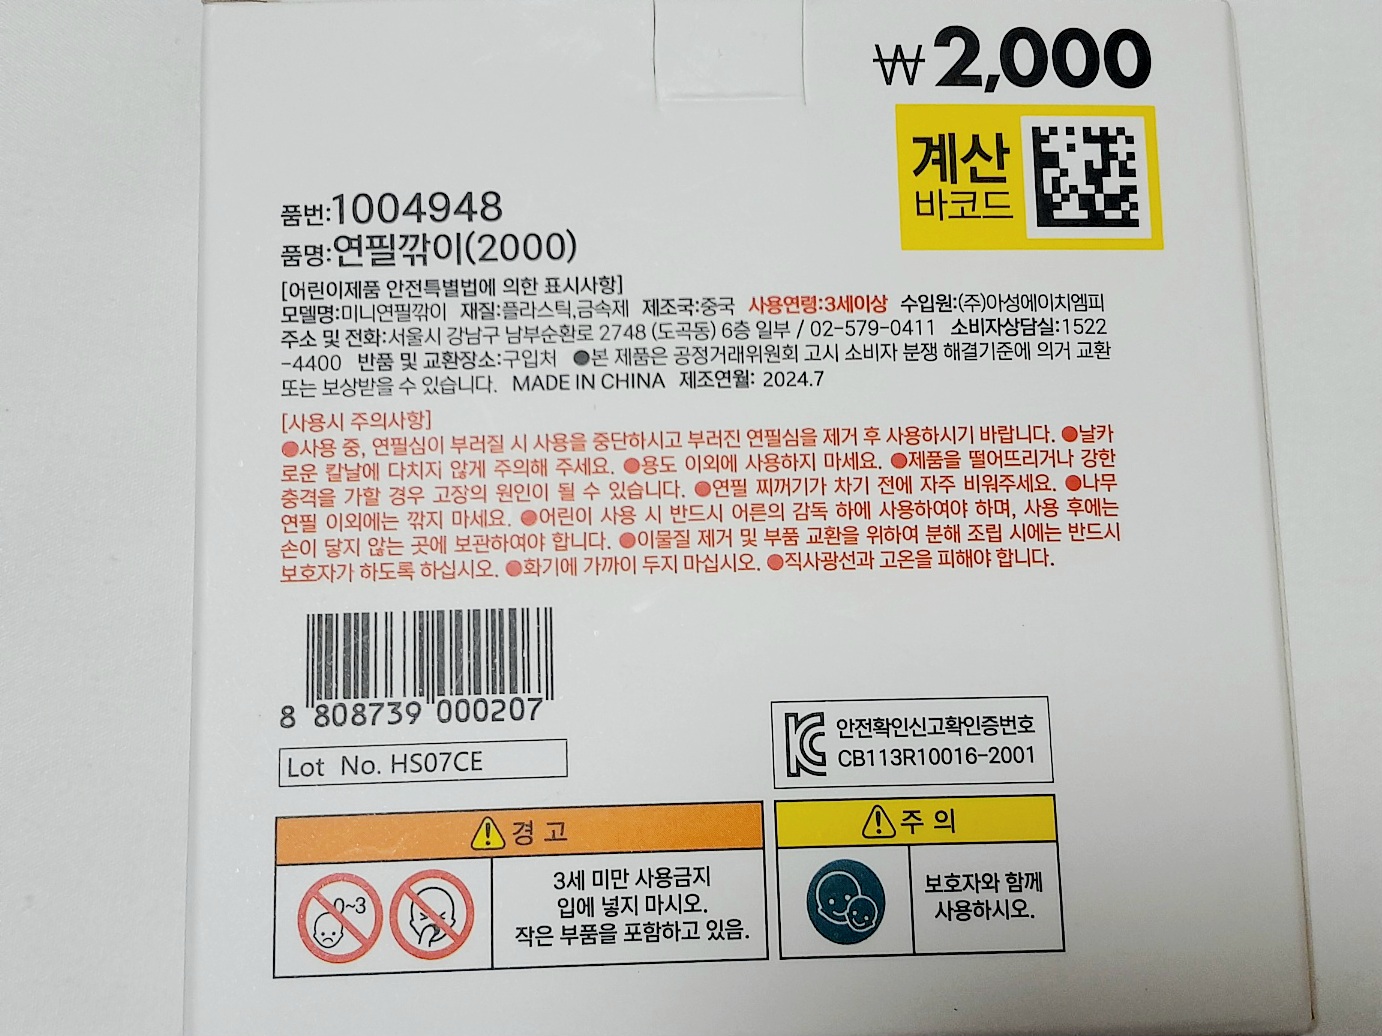 ₩2,000
계산
바코드
품번:1004948
품명:연필깎이(2000)
[어린이제품 안전특별법에 의한 표시사항]
모델명:미니연필깎이 재질:플라스틱,금속제 제조국:중국 사용연령:3세이상 수입원:(주)아성에이치엠피
주소 및 전화:서울시 강남구 남부순환로 2748 (도곡동) 6층 일부 / 02-579-0411 소비자상담실:1522
-4400 반품 및 교환장소:구입처 ●본 제품은 공정거래위원회 고시 소비자 분쟁 해결기준에 의거 교환
또는 보상받을 수 있습니다. MADE IN CHINA 제조연월: 2024.7
[사용시 주의사항]
●사용 중, 연필심이 부러질 시 사용을 중단하시고 부러진 연필심을 제거 후 사용하시기 바랍니다. ●날카
로운 칼날에 다치지 않게 주의해 주세요. ●용도 이외에 사용하지 마세요. ●제품을 떨어뜨리거나 강한
충격을 가할 경우 고장의 원인이 될 수 있습니다. ●연필 찌꺼기가 차기 전에 자주 비워주세요. ●나무
연필 이외에는 깎지 마세요. ●어린이 사용 시 반드시 어른의 감독 하에 사용하여야 하며, 사용 후에는
손이 닿지 않는 곳에 보관하여야 합니다. ●이물질 제거 및 부품 교환을 위하여 분해 조립 시에는 반드시
보호자가 하도록 하십시오. ●화기에 가까이 두지 마십시오. ●직사광선과 고온을 피해야 합니다.
8 808739 000207
Lot No. HS07CE
안전확인신고확인증번호
CB113R10016-2001
경고
0~3
3세 미만 사용금지
입에 넣지 마시오.
작은 부품을 포함하고 있음.
주의
보호자와 함께
사용하시오.